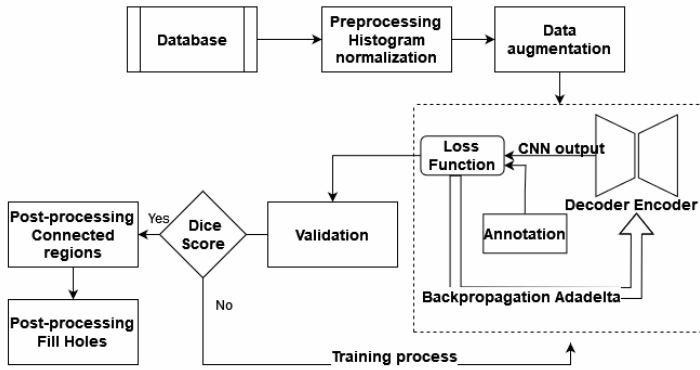 Database
Preprocessing
Histogram
normalization
Data
augmentation
Loss
Function
CNN output
Decoder Encoder
Annotation
Backpropagation Adadelta
Validation
Dice
Score
Yes
No
Post-processing
Connected
regions
Post-processing
Fill Holes
Training process